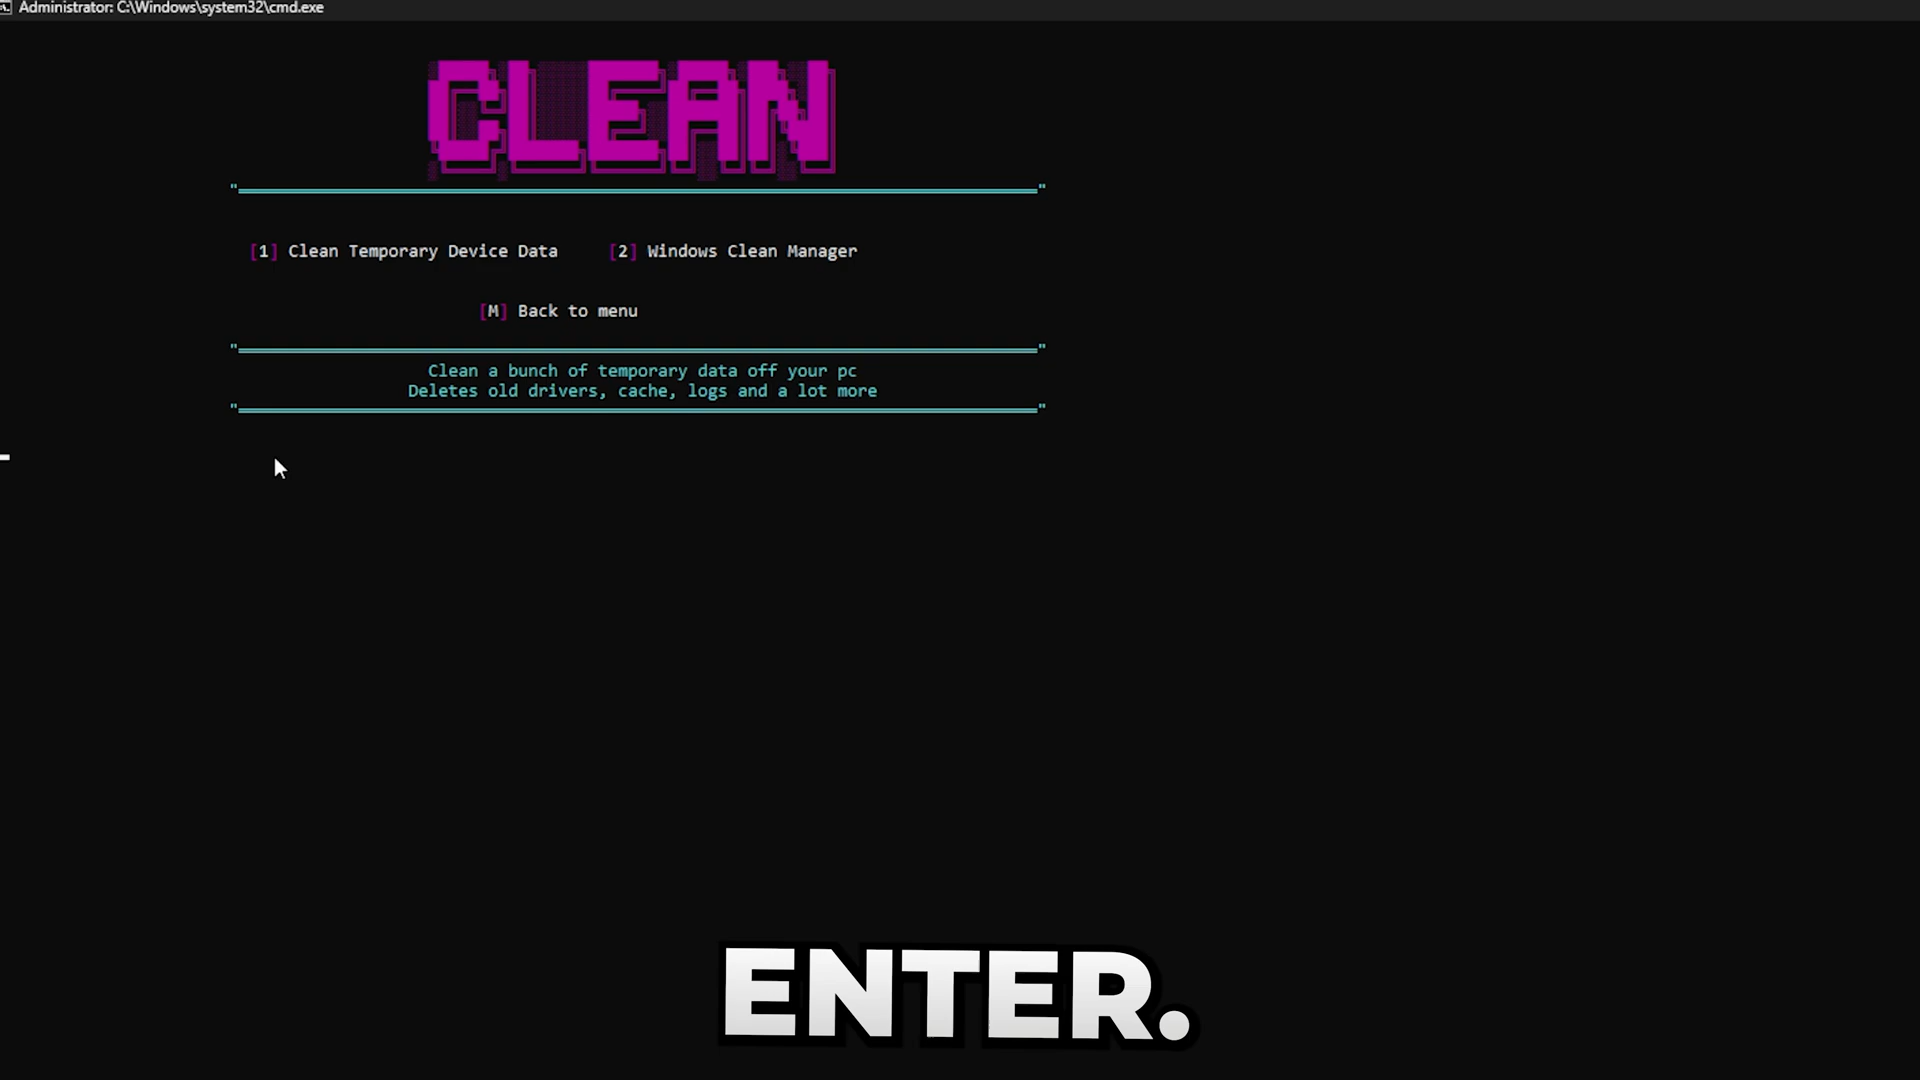 Administrator: C:\Windows\system32\cmd.exe
CLEAN
[1] Clean Temporary Device Data [2] Windows Clean Manager
[M] Back to menu
Clean a bunch of temporary data off your pc
Deletes old drivers, cache, logs and a lot more
ENTER.